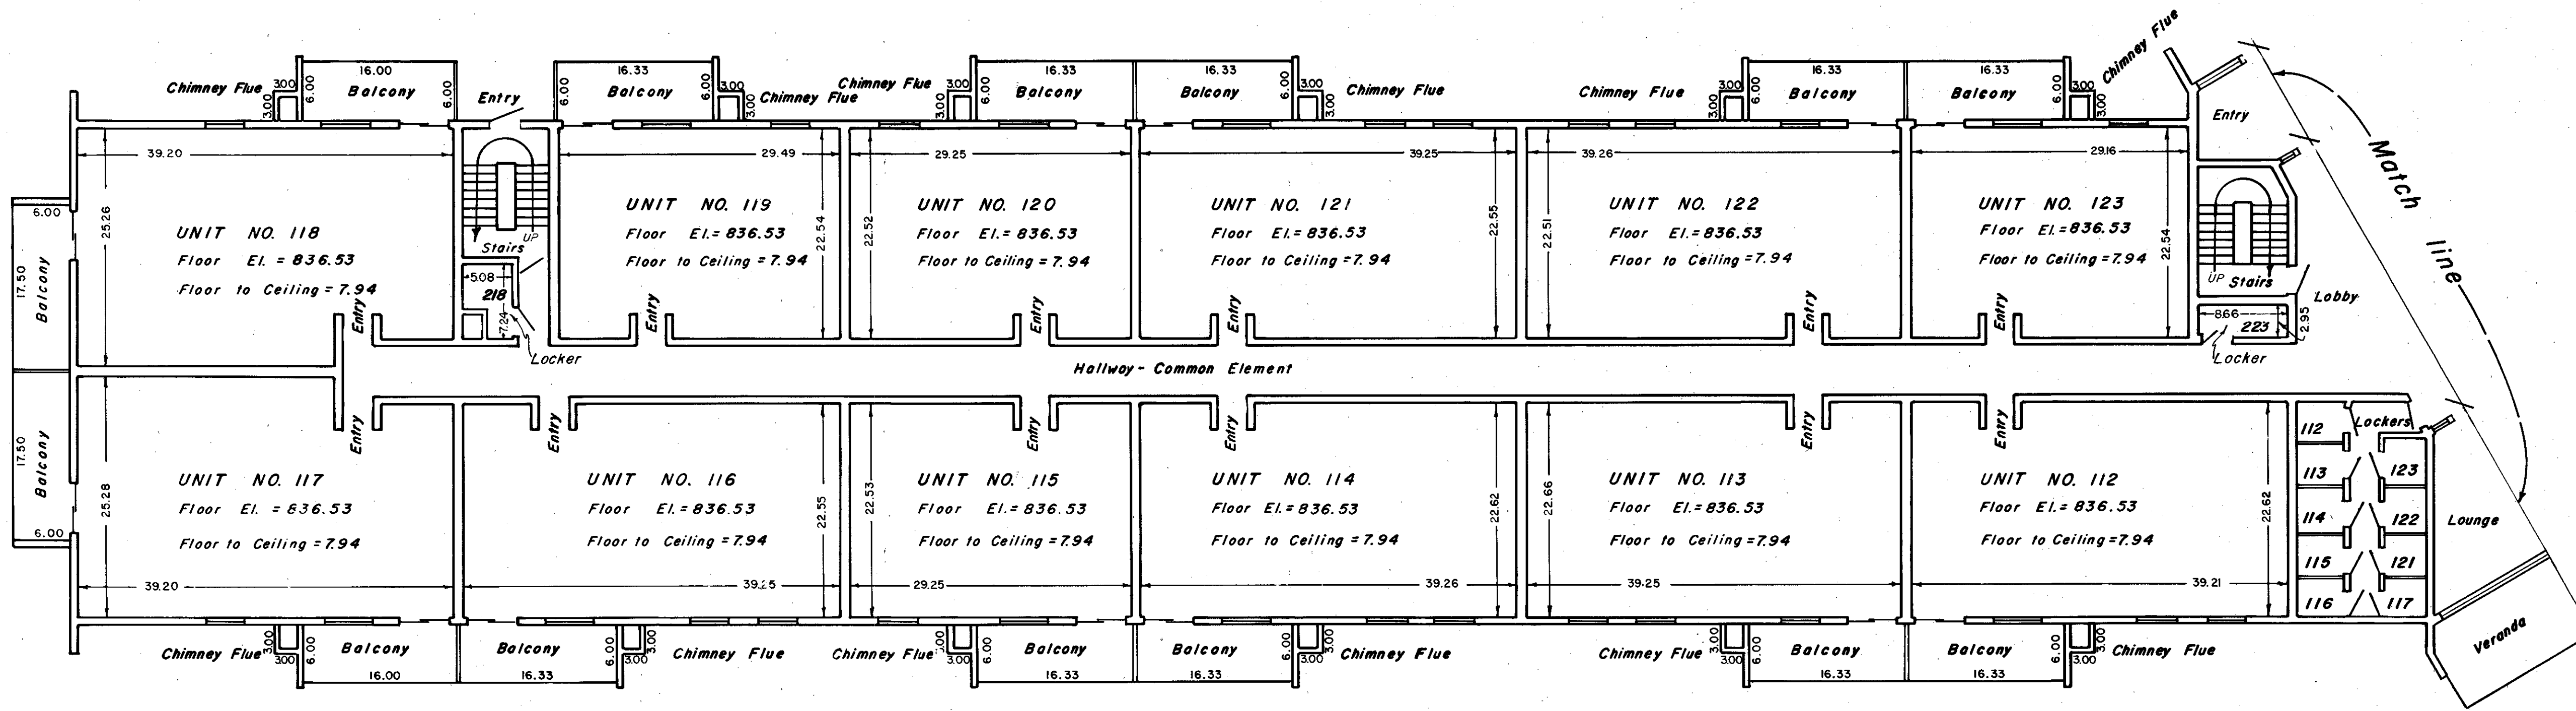 Chimney Flue
3.00
3.00
6.00
16.00
Balcony
6.00
Entry
6.00
16.33
Balcony
6.00
3.00
3.00
Chimney Flue
Chimney Flue
3.00
3.00
6.00
16.33
Balcony
16.33
Balcony
6.00
3.00
3.00
Chimney Flue
Chimney Flue
3.00
3.00
6.00
16.33
Balcony
16.33
Balcony
6.00
3.00
3.00
Chimney Flue
Entry
Match line
39.20
25.26
UNIT NO. 118
Floor El. = 836.53
Floor to Ceiling = 7.94
Entry
6.00
17.50
Balcony
UP
Stairs
5.08
218
7.24
Locker
29.49
22.54
UNIT NO. 119
Floor El. = 836.53
Floor to Ceiling = 7.94
Entry
29.25
22.52
UNIT NO. 120
Floor El. = 836.53
Floor to Ceiling = 7.94
Entry
39.25
22.55
UNIT NO. 121
Floor El. = 836.53
Floor to Ceiling = 7.94
Entry
39.26
22.51
UNIT NO. 122
Floor El. = 836.53
Floor to Ceiling = 7.94
Entry
29.16
22.54
UNIT NO. 123
Floor El. = 836.53
Floor to Ceiling = 7.94
Entry
UP
Stairs
Lobby
8.66
223
2.95
Locker
Hallway - Common Element
17.50
Balcony
6.00
25.28
Entry
UNIT NO. 117
Floor El. = 836.53
Floor to Ceiling = 7.94
39.20
Entry
UNIT NO. 116
Floor El. = 836.53
Floor to Ceiling = 7.94
22.55
39.25
22.53
Entry
UNIT NO. 115
Floor El. = 836.53
Floor to Ceiling = 7.94
29.25
Entry
UNIT NO. 114
Floor El. = 836.53
Floor to Ceiling = 7.94
22.62
39.26
22.66
Entry
UNIT NO. 113
Floor El. = 836.53
Floor to Ceiling = 7.94
39.25
Entry
UNIT NO. 112
Floor El. = 836.53
Floor to Ceiling = 7.94
22.62
39.21
Lockers
112
113
123
114
122
115
121
116
117
Lounge
Veranda
Chimney Flue
3.00
3.00
6.00
Balcony
16.00
Balcony
16.33
6.00
3.00
3.00
Chimney Flue
Chimney Flue
3.00
6.00
Balcony
16.33
Balcony
16.33
6.00
3.00
3.00
Chimney Flue
Chimney Flue
3.00
3.00
6.00
Balcony
16.33
Balcony
16.33
6.00
3.00
3.00
Chimney Flue